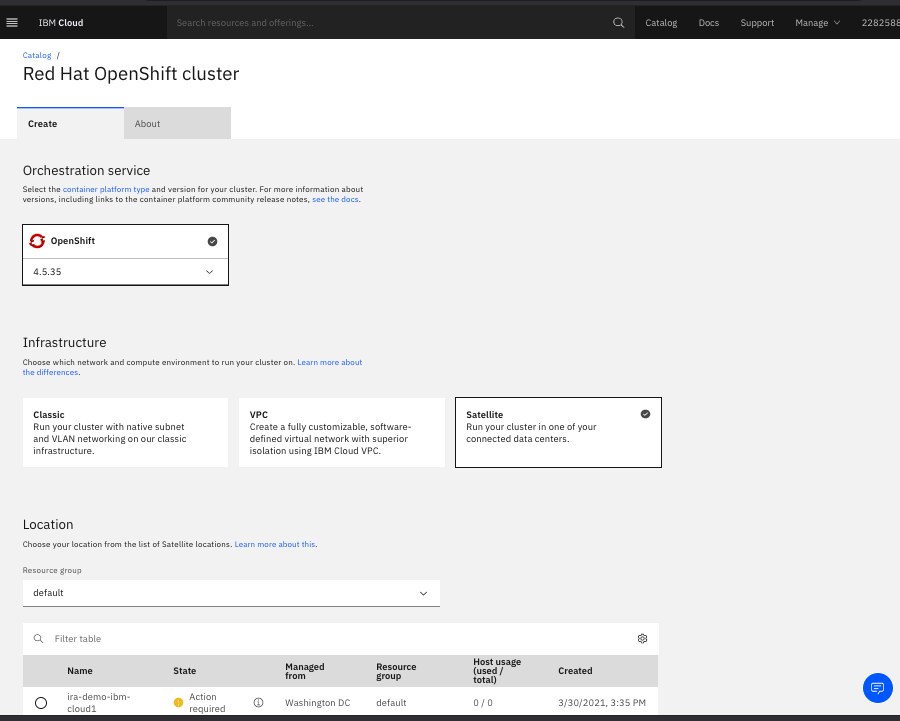 IBM Cloud
Search resources and offerings...
Catalog
Docs
Support
Manage
2282588
Catalog /
Red Hat OpenShift cluster
Create
About
Orchestration service
Select the container platform type and version for your cluster. For more information about
versions, including links to the container platform community release notes, see the docs.
OpenShift
4.5.35
Infrastructure
Choose which network and compute environment to run your cluster on. Learn more about
the differences.
Classic
Run your cluster with native subnet
and VLAN networking on our classic
infrastructure.
VPC
Create a fully customizable, software-
defined virtual network with superior
isolation using IBM Cloud VPC.
Satellite
Run your cluster in one of your
connected data centers.
Location
Choose your location from the list of Satellite locations. Learn more about this.
Resource group
default
Filter table
Name
State
Managed
from
Resource
group
Host usage
(used /
total)
Created
ira-demo-ibm-
cloud1
Action
required
Washington DC
default
0 / 0
3/30/2021, 3:35 PM